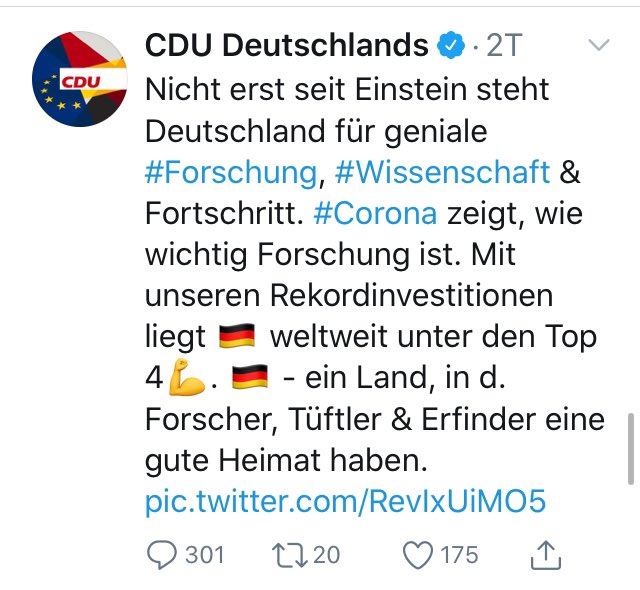 CDU
CDU Deutschlands · 2T
Nicht erst seit Einstein steht
Deutschland für geniale
#Forschung, #Wissenschaft &
Fortschritt. #Corona zeigt, wie
wichtig Forschung ist. Mit
unseren Rekordinvestitionen
liegt 🇩🇪 weltweit unter den Top
4💪. 🇩🇪 - ein Land, in d.
Forscher, Tüftler & Erfinder eine
gute Heimat haben.
pic.twitter.com/RevlxUiMO5
301 20 175